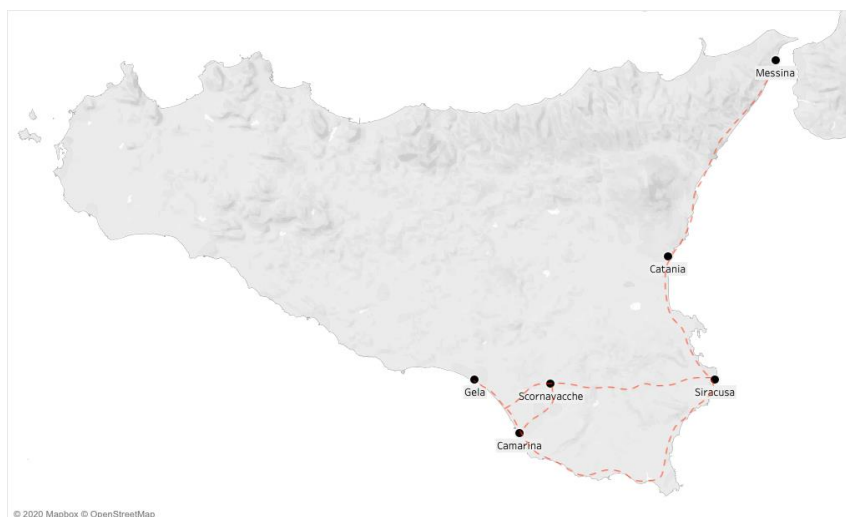 Messina
Catania
Gela
Scornavacche
Siracusa
Camarina
© 2020 Mapbox © OpenStreetMap